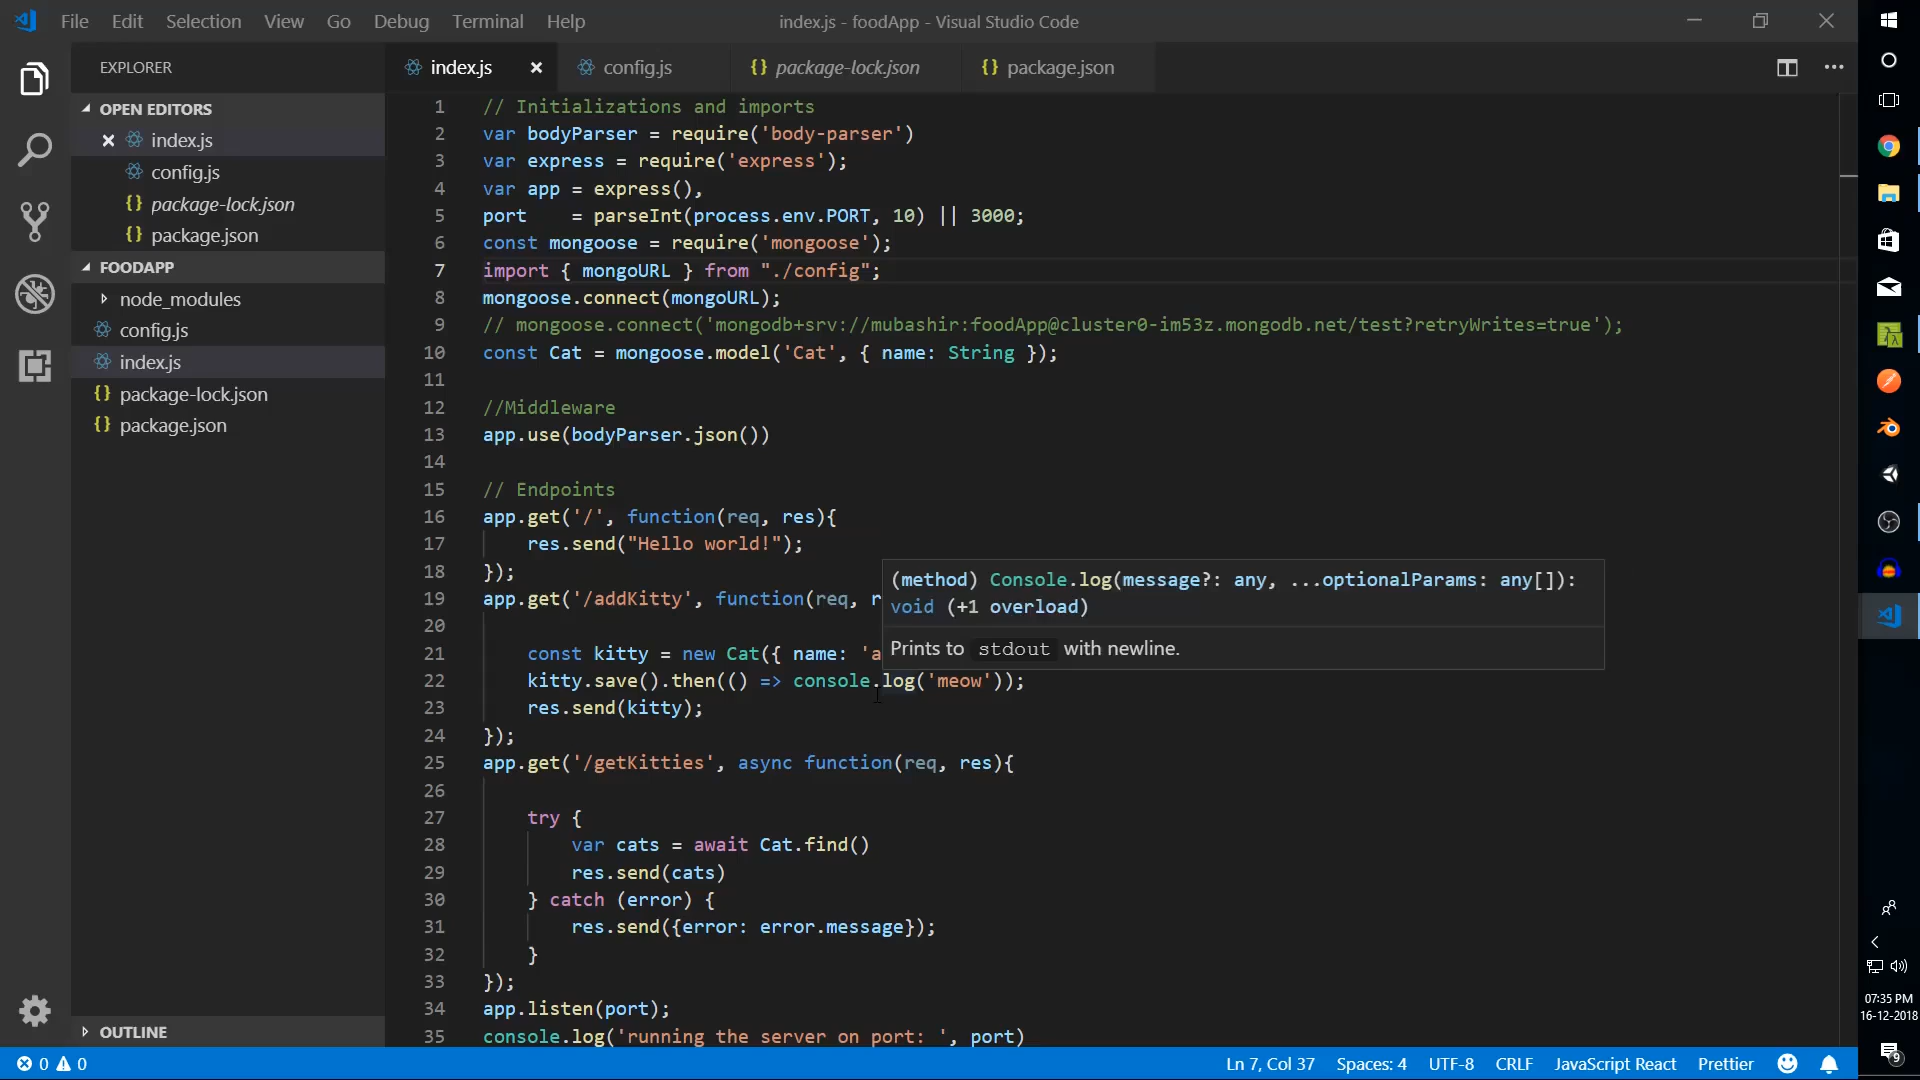 File Edit Selection View Go Debug Terminal Help
index.js - foodApp - Visual Studio Code
EXPLORER
OPEN EDITORS
index.js
config.js
package-lock.json
package.json
FOODAPP
node_modules
config.js
index.js
package-lock.json
package.json
OUTLINE
index.js config.js {} package-lock.json {} package.json
1 // Initializations and imports
2 var bodyParser = require('body-parser')
3 var express = require('express');
4 var app = express(),
5 port    = parseInt(process.env.PORT, 10) || 3000;
6 const mongoose = require('mongoose');
7 import { mongoURL } from "./config";
8 mongoose.connect(mongoURL);
9 // mongoose.connect('mongodb+srv://mubashir:foodApp@cluster0-im53z.mongodb.net/test?retryWrites=true');
10 const Cat = mongoose.model('Cat', { name: String });
11
12 //Middleware
13 app.use(bodyParser.json())
14
15 // Endpoints
16 app.get('/', function(req, res){
17     res.send("Hello world!");
18 });
19 app.get('/addKitty', function(req, r
20
21     const kitty = new Cat({ name: 'a
22     kitty.save().then(() => console.log('meow'));
23     res.send(kitty);
24 });
25 app.get('/getKitties', async function(req, res){
26
27     try {
28         var cats = await Cat.find()
29         res.send(cats)
30     } catch (error) {
31         res.send({error: error.message});
32     }
33 });
34 app.listen(port);
35 console.log('running the server on port: ', port)
(method) Console.log(message?: any, ...optionalParams: any[]):
void (+1 overload)
Prints to stdout with newline.
0 0
Ln 7, Col 37 Spaces: 4 UTF-8 CRLF JavaScript React Prettier
07:35 PM
16-12-2018
9